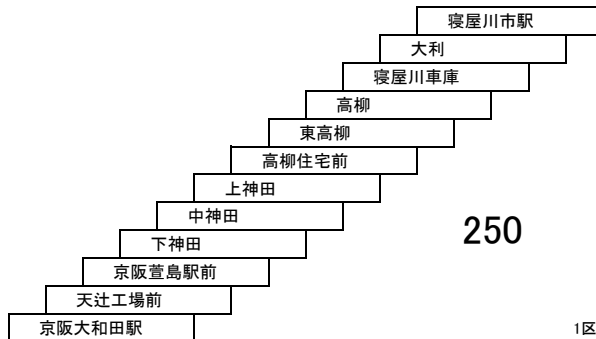 寝屋川市駅
大利
寝屋川車庫
高柳
東高柳
高柳住宅前
上神田
中神田
下神田
250
京阪萱島駅前
天辻工場前
京阪大和田駅
1区